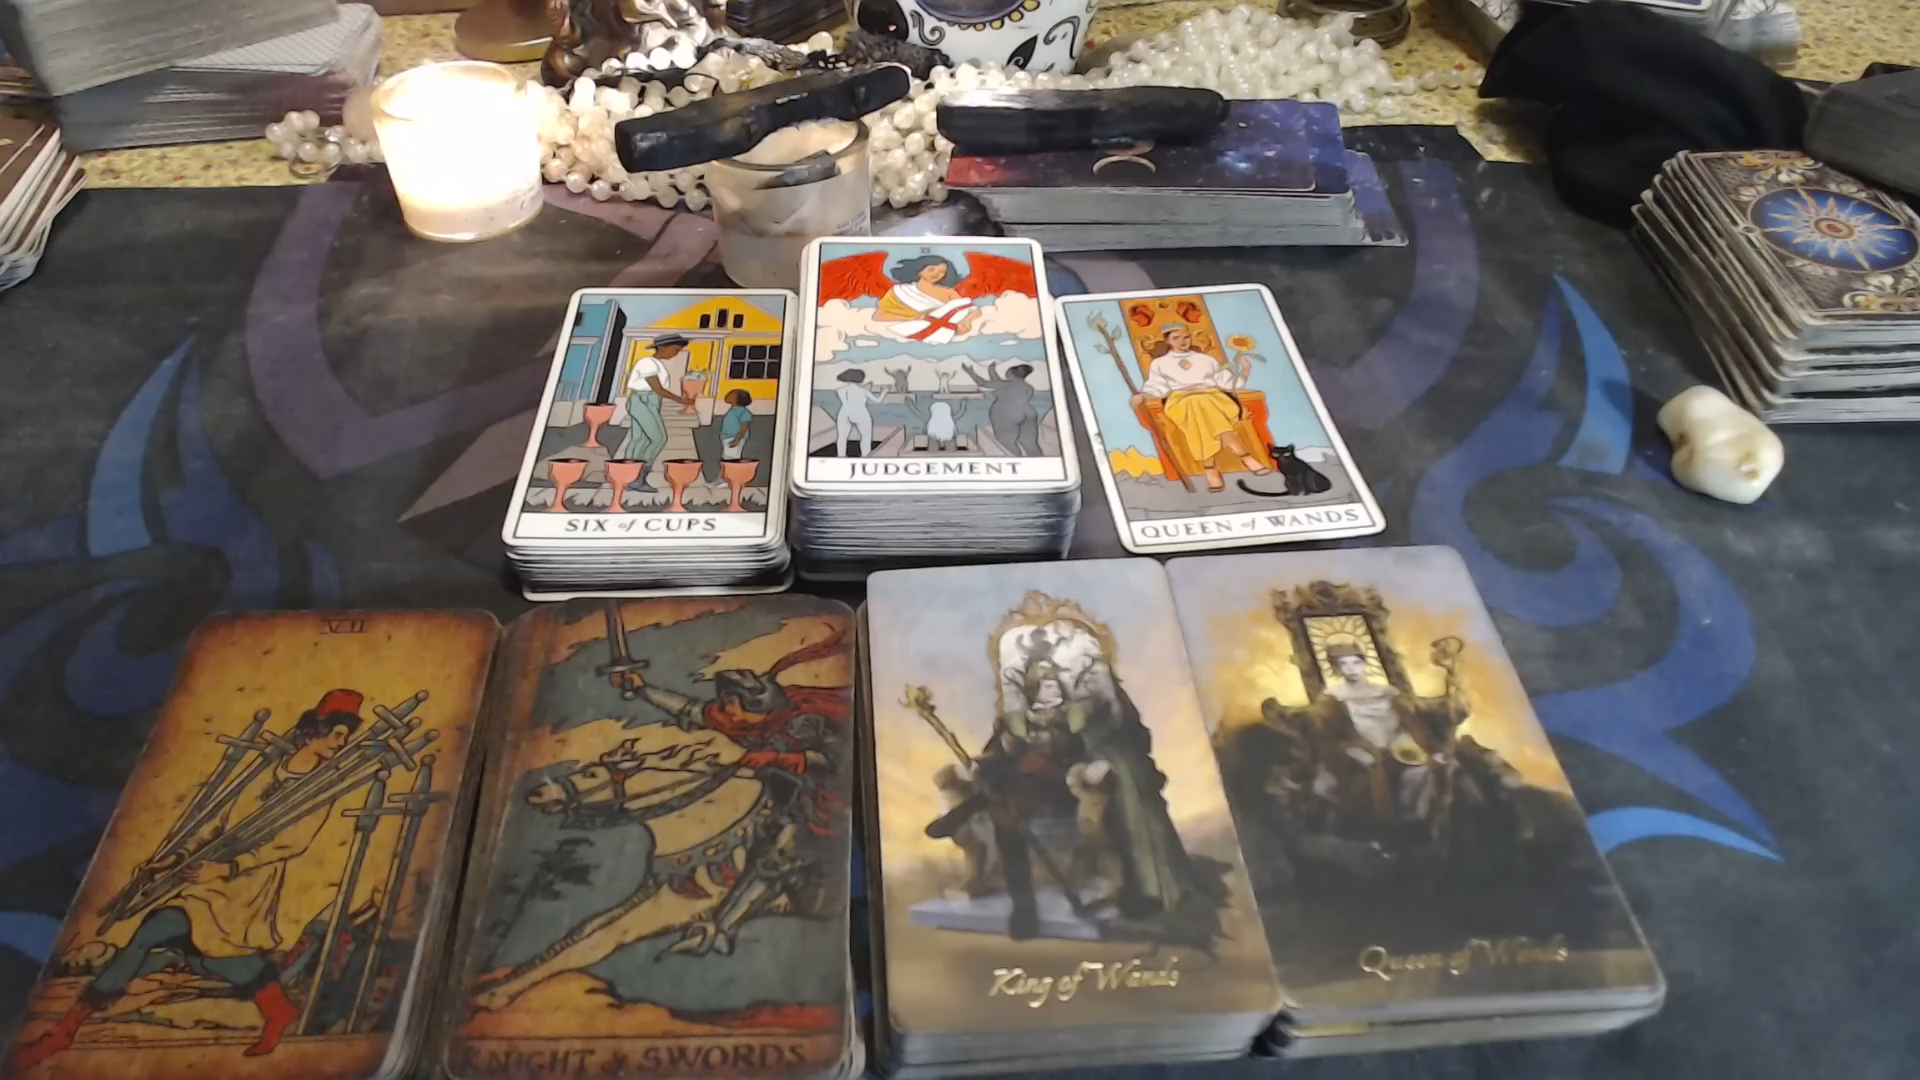 SIX of CUPS
JUDGEMENT
QUEEN of WANDS
VII
KNIGHT of SWORDS
King of Wands
Queen of Wands